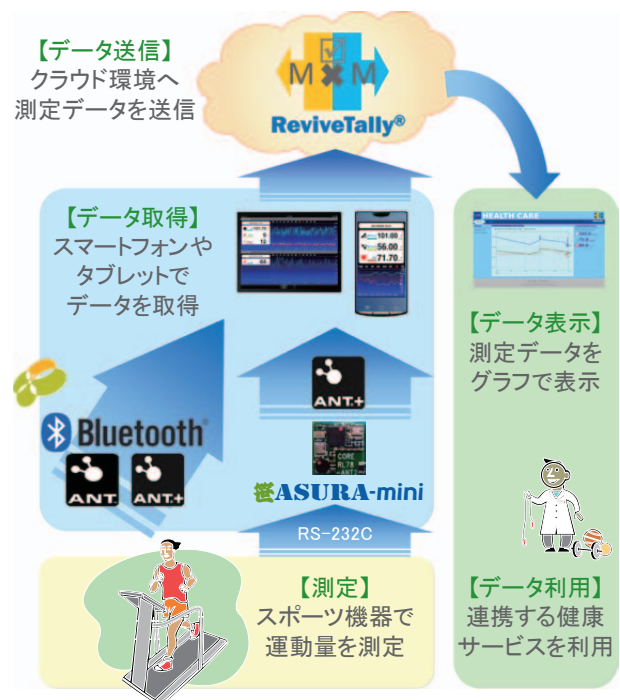 【データ送信】
クラウド環境へ
測定データを送信
M M
ReviveTally®
【データ取得】
スマートフォンや
タブレットで
データを取得
101.00
56.00
71.70
HEALTH CARE
【データ表示】
測定データを
グラフで表示
Bluetooth®
ANT
ANT+
ANT+
CORE
RL78
-ANT
ASURA-mini
RS-232C
【測定】
スポーツ機器で
運動量を測定
【データ利用】
連携する健康
サービスを利用